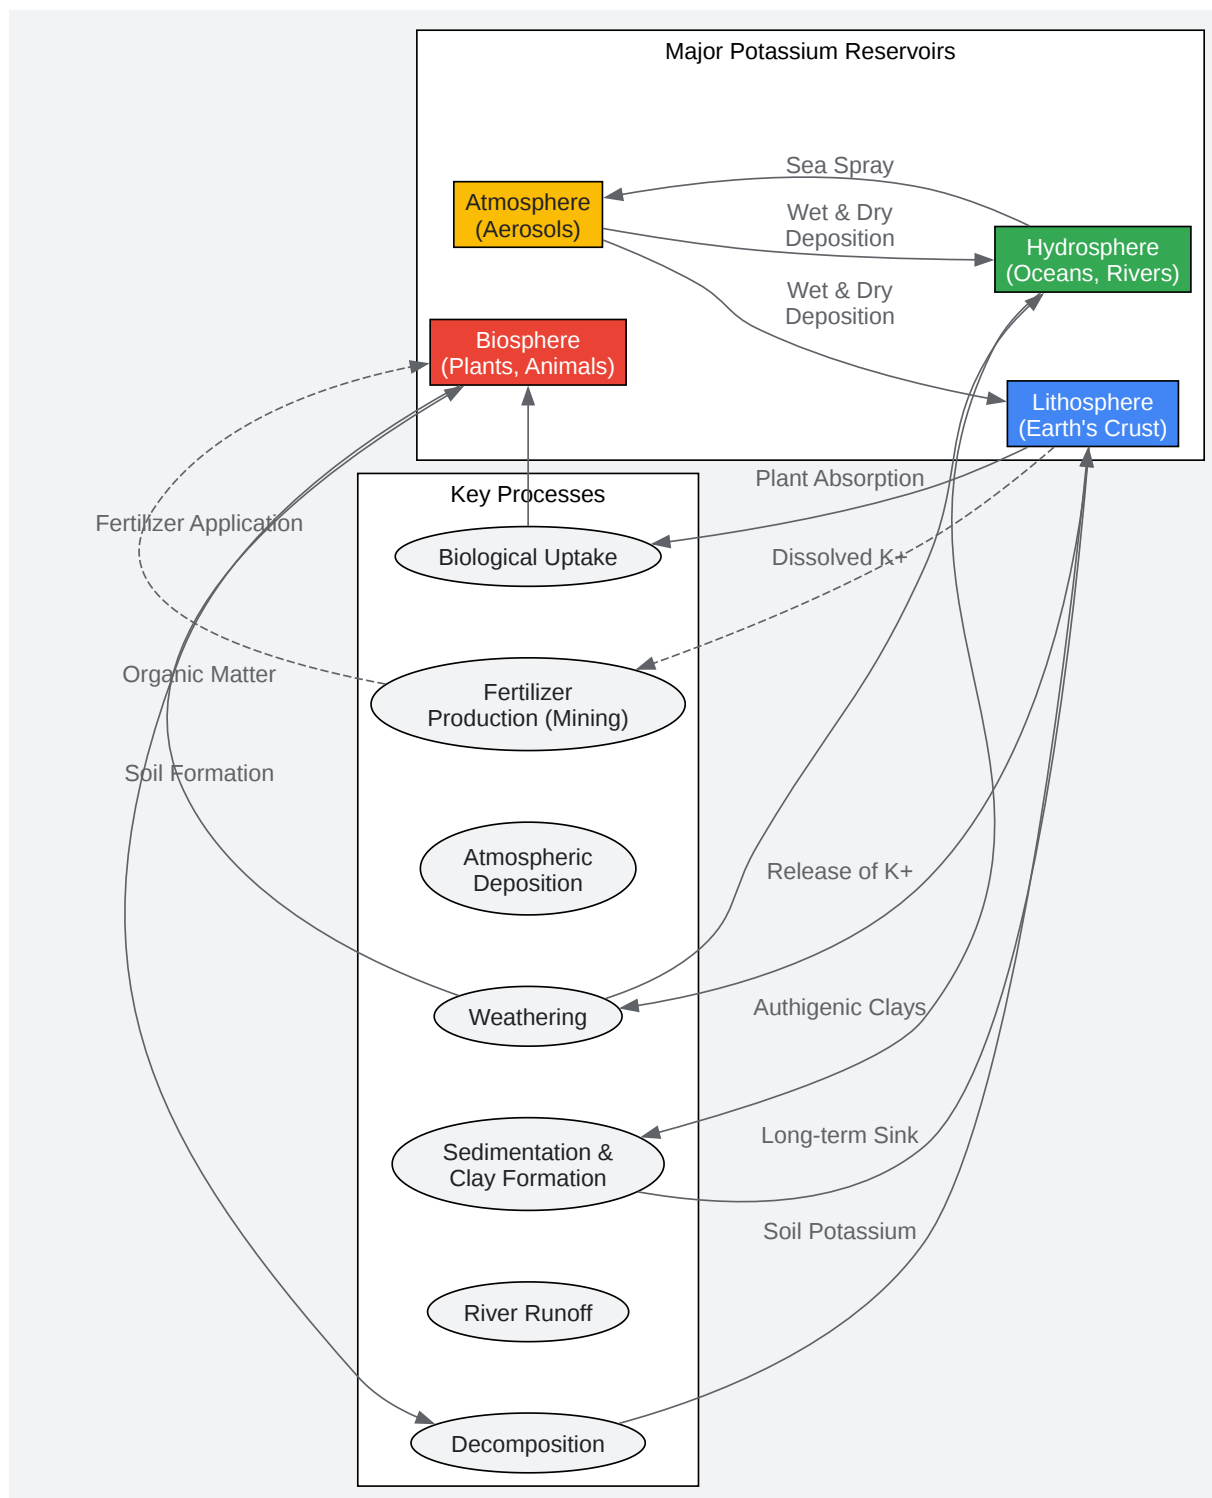 Major Potassium Reservoirs
Sea Spray
Atmosphere
(Aerosols)
Wet & Dry
Deposition
Hydrosphere
(Oceans, Rivers)
Wet & Dry
Deposition
Biosphere
(Plants, Animals)
Lithosphere
(Earth's Crust)
Plant Absorption
Key Processes
Fertilizer Application
Biological Uptake
Dissolved K+
Organic Matter
Fertilizer
Production (Mining)
Soil Formation
Atmospheric
Deposition
Release of K+
Authigenic Clays
Weathering
Long-term Sink
Sedimentation &
Clay Formation
Soil Potassium
River Runoff
Decomposition